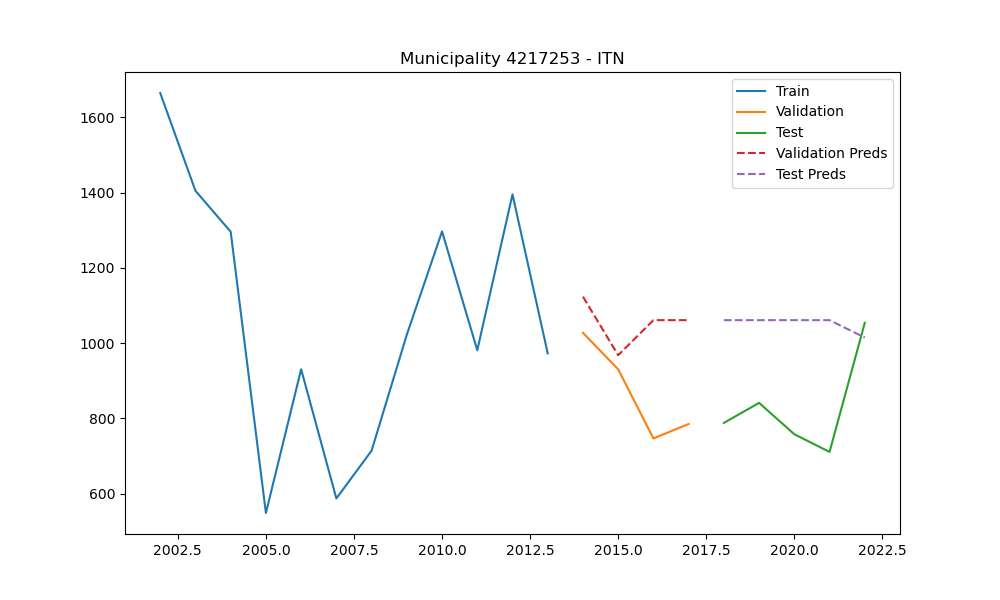 Municipality 4217253 - ITN
Train
Validation
Test
Validation Preds
Test Preds
1600
1400
1200
1000
800
600
2002.5 2005.0 2007.5 2010.0 2012.5 2015.0 2017.5 2020.0 2022.5